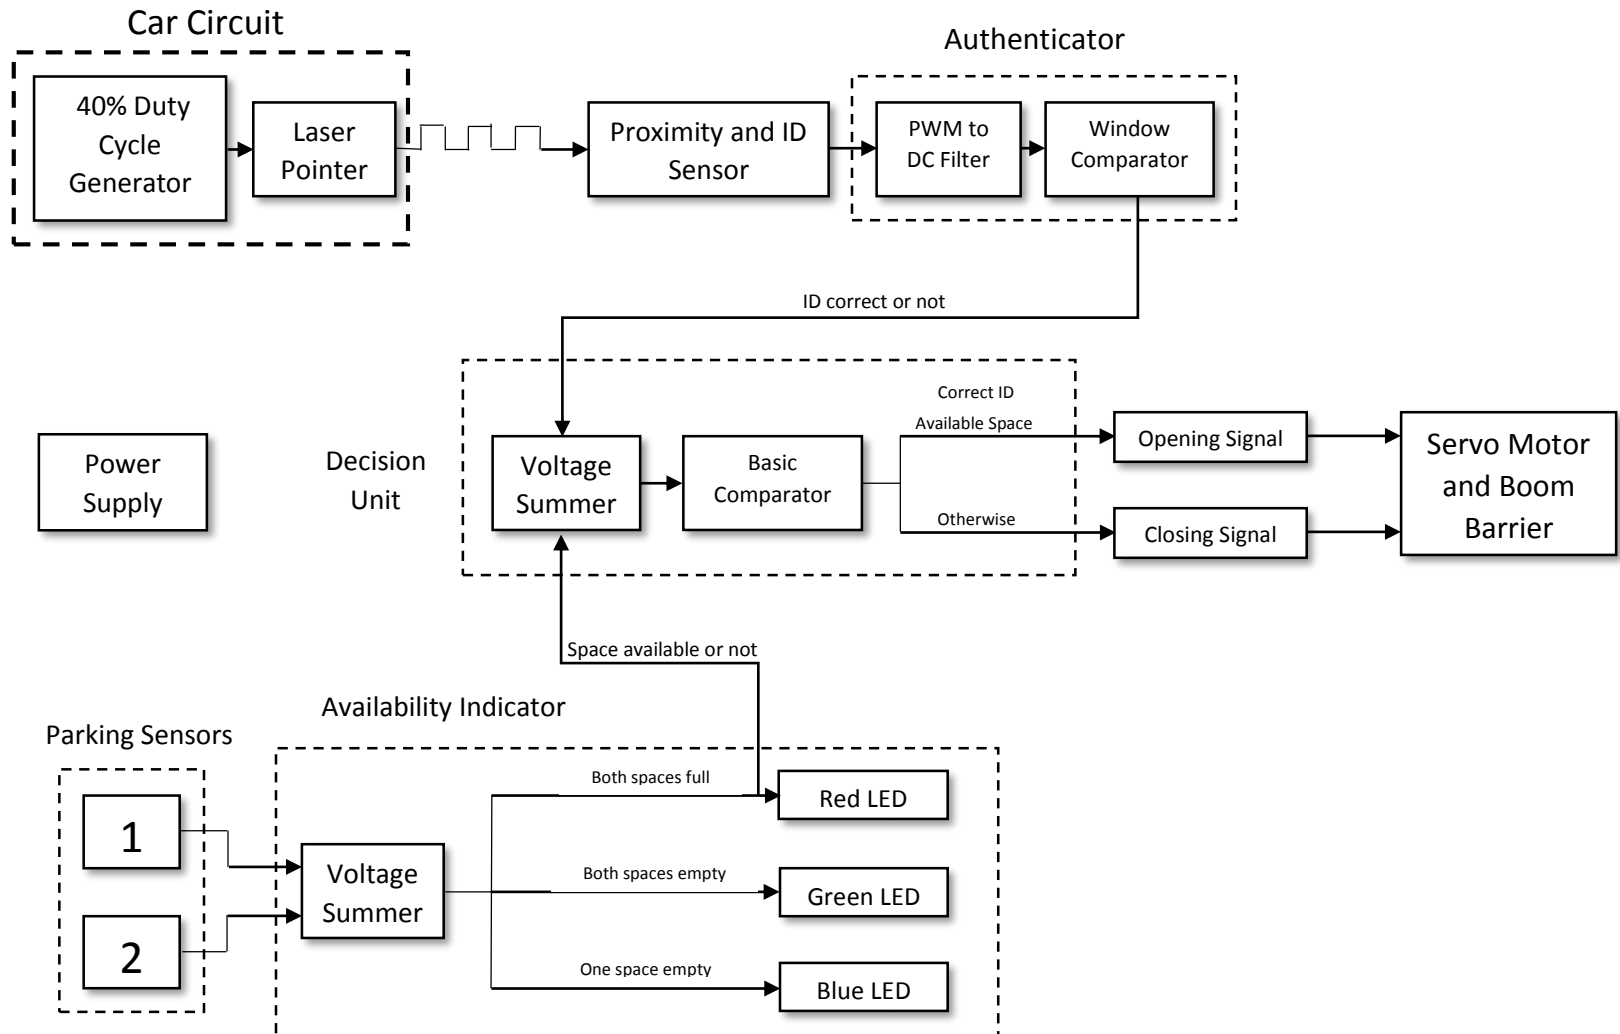 Car Circuit
40% Duty
Cycle
Generator
Laser
Pointer
Proximity and ID
Sensor
Authenticator
PWM to
DC Filter
Window
Comparator
ID correct or not
Power
Supply
Decision
Unit
Voltage
Summer
Basic
Comparator
Correct ID
Available Space
Otherwise
Opening Signal
Closing Signal
Servo Motor
and Boom
Barrier
Space available or not
Availability Indicator
Parking Sensors
1
2
Voltage
Summer
Both spaces full
Both spaces empty
One space empty
Red LED
Green LED
Blue LED